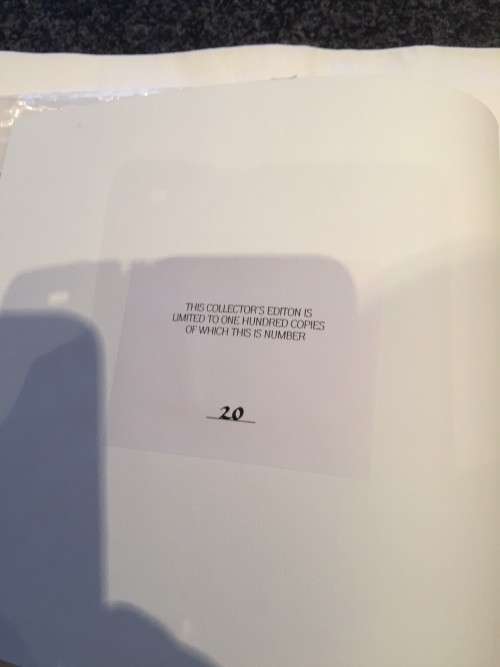 THIS COLLECTOR'S EDITON IS
LIMITED TO ONE HUNDRED COPIES
OF WHICH THIS IS NUMBER
20